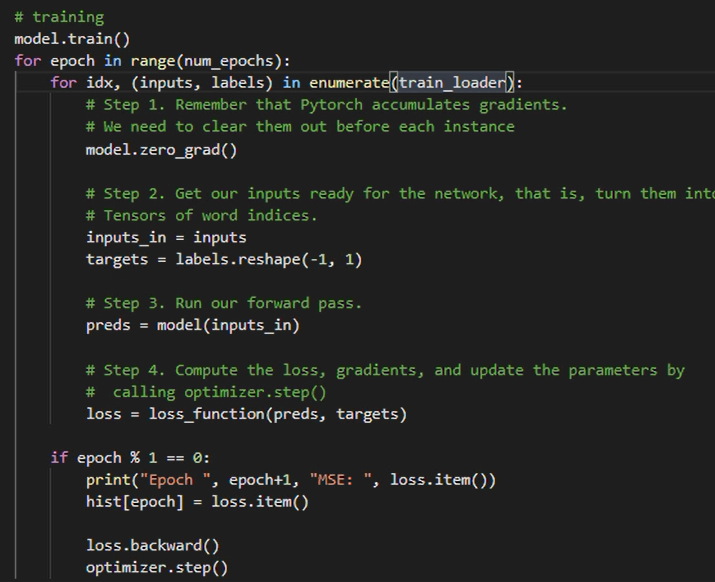 # training
model.train()
for epoch in range(num_epochs):
    for idx, (inputs, labels) in enumerate(train_loader):
        # Step 1. Remember that Pytorch accumulates gradients.
        # We need to clear them out before each instance
        model.zero_grad()

        # Step 2. Get our inputs ready for the network, that is, turn them into
        # Tensors of word indices.
        inputs_in = inputs
        targets = labels.reshape(-1, 1)

        # Step 3. Run our forward pass.
        preds = model(inputs_in)

        # Step 4. Compute the loss, gradients, and update the parameters by
        #  calling optimizer.step()
        loss = loss_function(preds, targets)

    if epoch % 1 == 0:
        print("Epoch ", epoch+1, "MSE: ", loss.item())
        hist[epoch] = loss.item()

        loss.backward()
        optimizer.step()